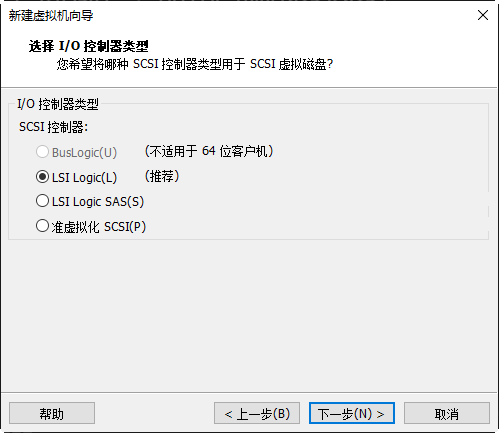 新建虚拟机向导
选择 I/O 控制器类型
您希望将哪种 SCSI 控制器类型用于 SCSI 虚拟磁盘?
I/O 控制器类型
SCSI 控制器:
BusLogic(U) (不适用于 64 位客户机)
LSI Logic(L) (推荐)
LSI Logic SAS(S)
准虚拟化 SCSI(P)
帮助 < 上一步(B) 下一步(N) > 取消